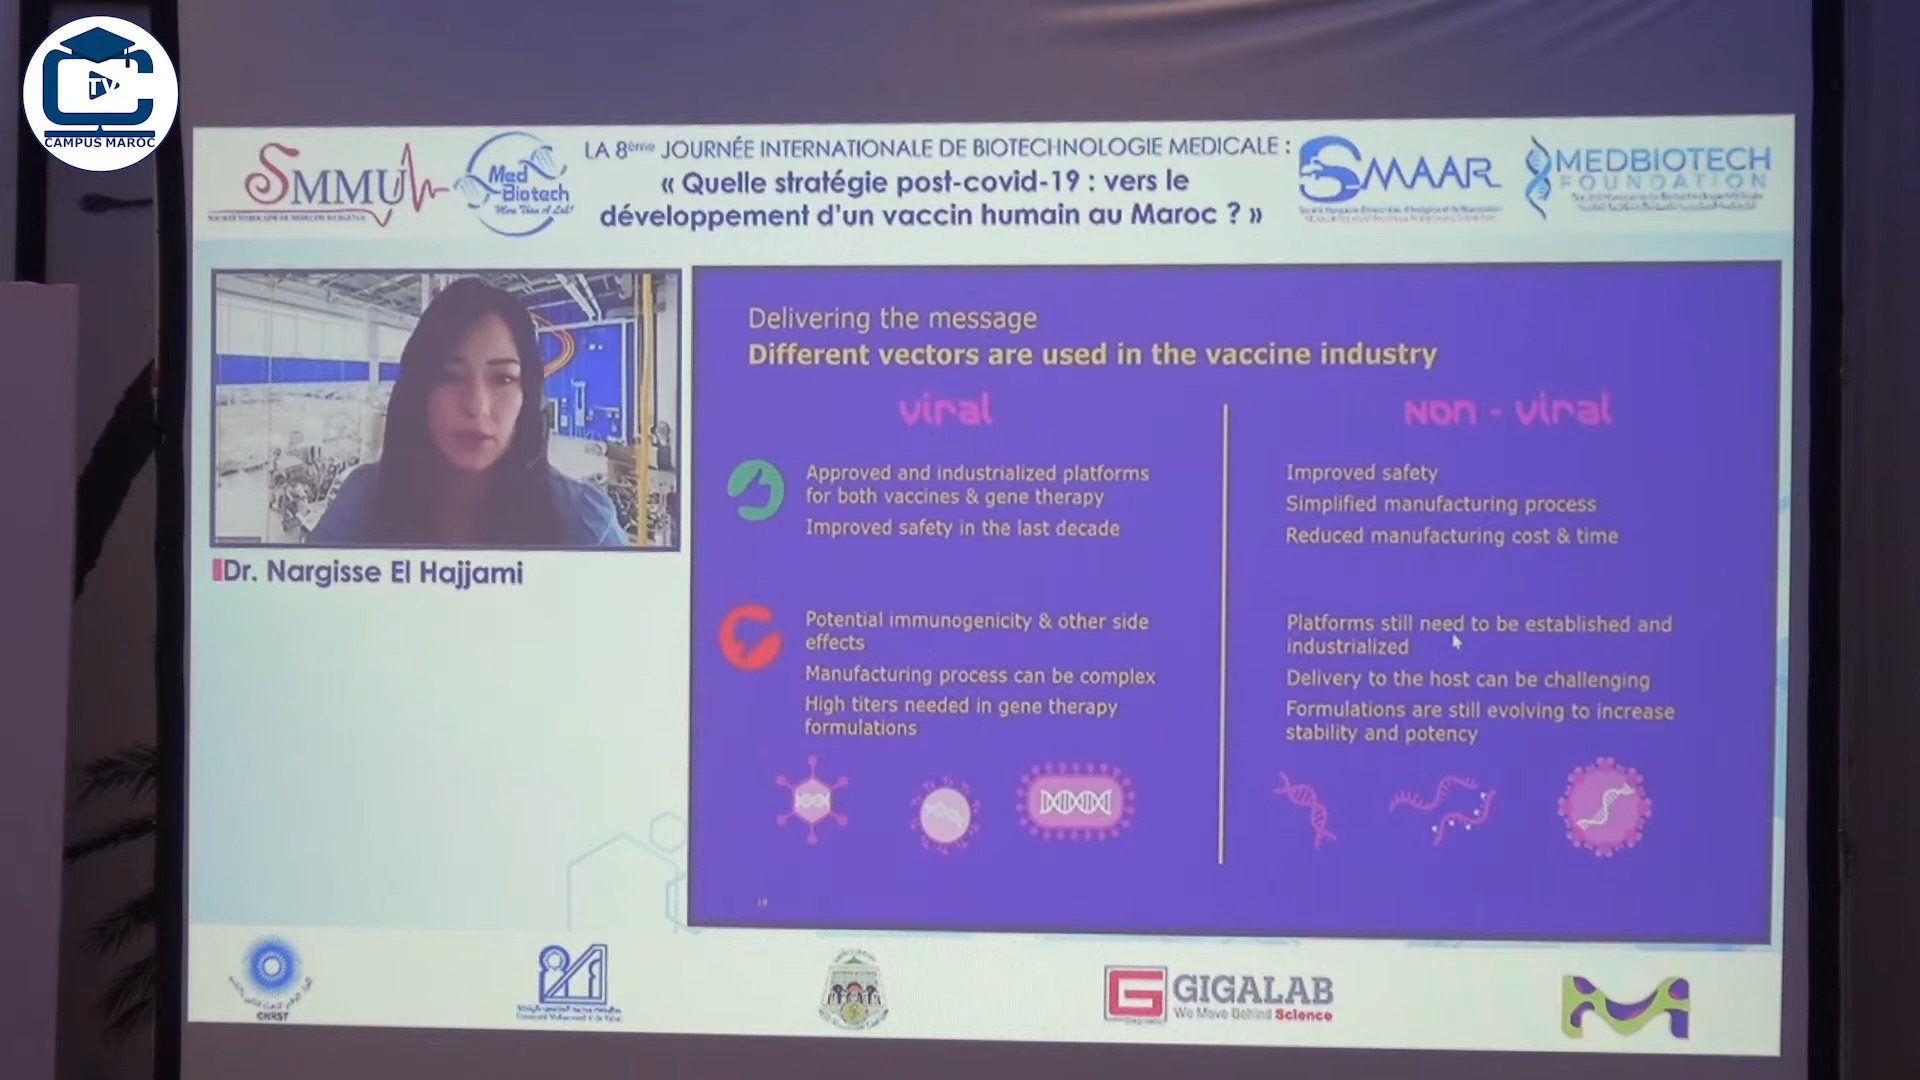 TV
CAMPUS MAROC
SMMU
Med
Biotech
More Than A Lab!
LA 8ème JOURNÉE INTERNATIONALE DE BIOTECHNOLOGIE MEDICALE :
« Quelle stratégie post-covid-19 : vers le
développement d'un vaccin humain au Maroc ? »
SMAAR
MEDBIOTECH
FOUNDATION
Dr. Nargisse El Hajjami
Delivering the message
Different vectors are used in the vaccine industry
viral
Approved and industrialized platforms
for both vaccines & gene therapy
Improved safety in the last decade
Potential immunogenicity & other side
effects
Manufacturing process can be complex
High titers needed in gene therapy
formulations
Non - viral
Improved safety
Simplified manufacturing process
Reduced manufacturing cost & time
Platforms still need to be established and
industrialized
Delivery to the host can be challenging
Formulations are still evolving to increase
stability and potency
CNRST
GIGALAB
We Move Behind Science